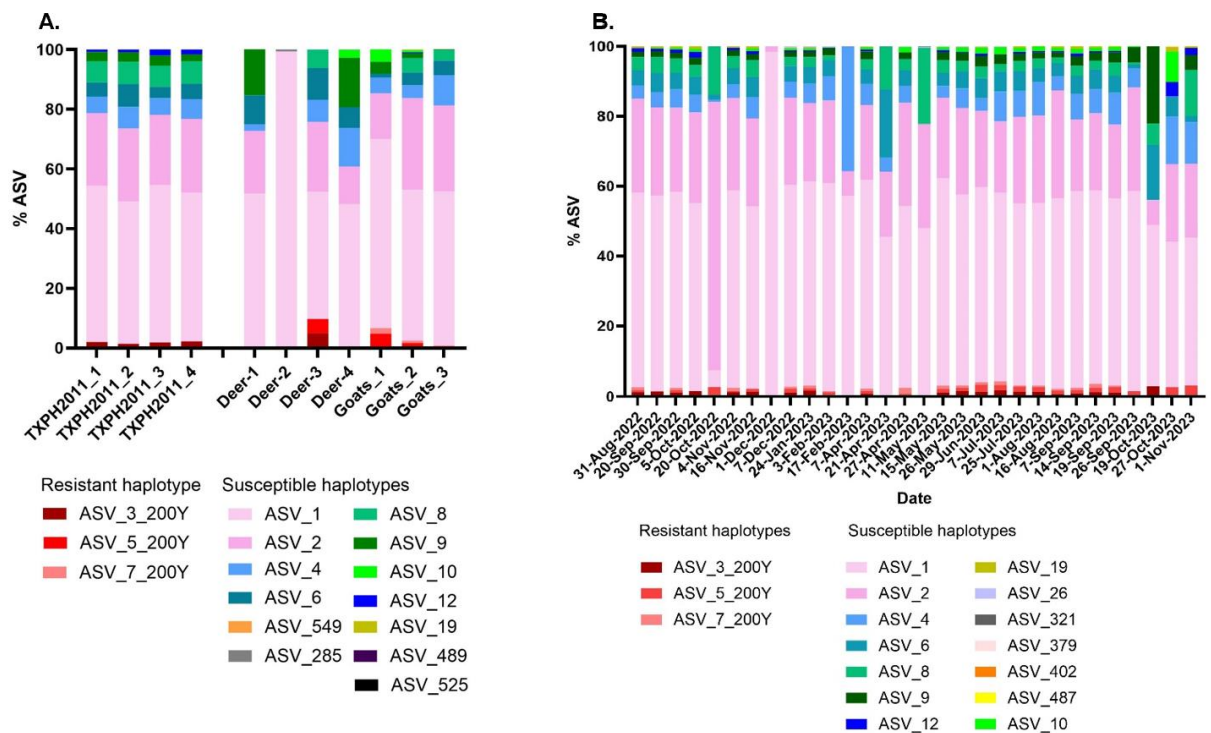 A.
% ASV
100
80
60
40
20
0
TXPH2011_1
TXPH2011_2
TXPH2011_3
TXPH2011_4
Deer-1
Deer-2
Deer-3
Deer-4
Goats_1
Goats_2
Goats_3
Resistant haplotype
ASV_3_200Y
ASV_5_200Y
ASV_7_200Y
Susceptible haplotypes
ASV_1
ASV_2
ASV_4
ASV_6
ASV_549
ASV_285
ASV_8
ASV_9
ASV_10
ASV_12
ASV_19
ASV_489
ASV_525
B.
% ASV
100
80
60
40
20
0
31-Aug-2022
20-Sep-2022
30-Sep-2022
5-Oct-2022
20-Oct-2022
4-Nov-2022
16-Nov-2022
1-Dec-2022
7-Dec-2022
24-Jan-2023
3-Feb-2023
17-Feb-2023
7-Apr-2023
21-Apr-2023
27-Apr-2023
11-May-2023
15-May-2023
26-May-2023
29-Jun-2023
7-Jul-2023
25-Jul-2023
1-Aug-2023
16-Aug-2023
7-Sep-2023
14-Sep-2023
19-Sep-2023
26-Sep-2023
19-Oct-2023
27-Oct-2023
1-Nov-2023
Date
Resistant haplotypes
ASV_3_200Y
ASV_5_200Y
ASV_7_200Y
Susceptible haplotypes
ASV_1
ASV_2
ASV_4
ASV_6
ASV_8
ASV_9
ASV_12
ASV_19
ASV_26
ASV_321
ASV_379
ASV_402
ASV_487
ASV_10